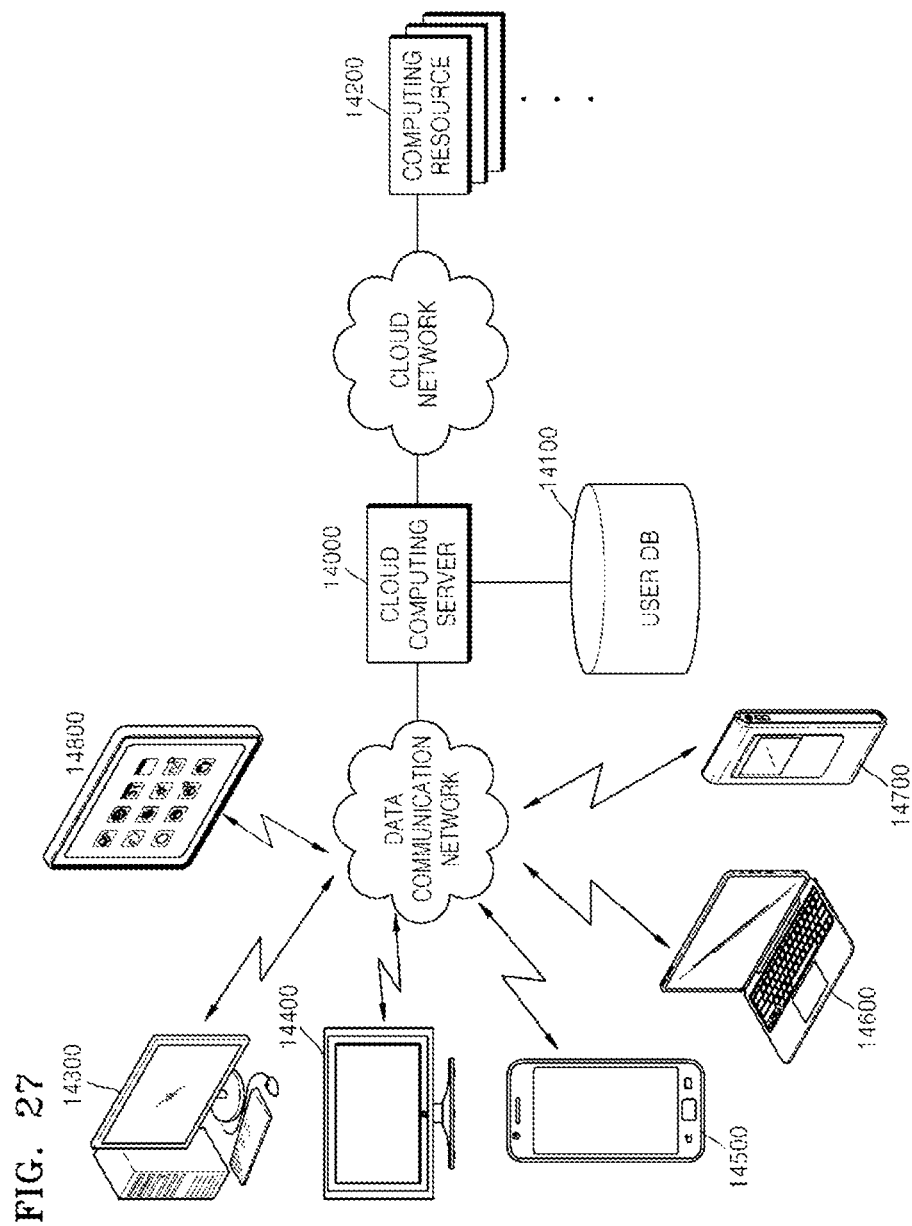 FIG. 27
14300
14800
14400
DATA
COMMUNICATION
NETWORK
14500
14600
14700
14000
CLOUD
COMPUTING
SERVER
14100
USER DB
CLOUD
NETWORK
14200
COMPUTING
RESOURCE